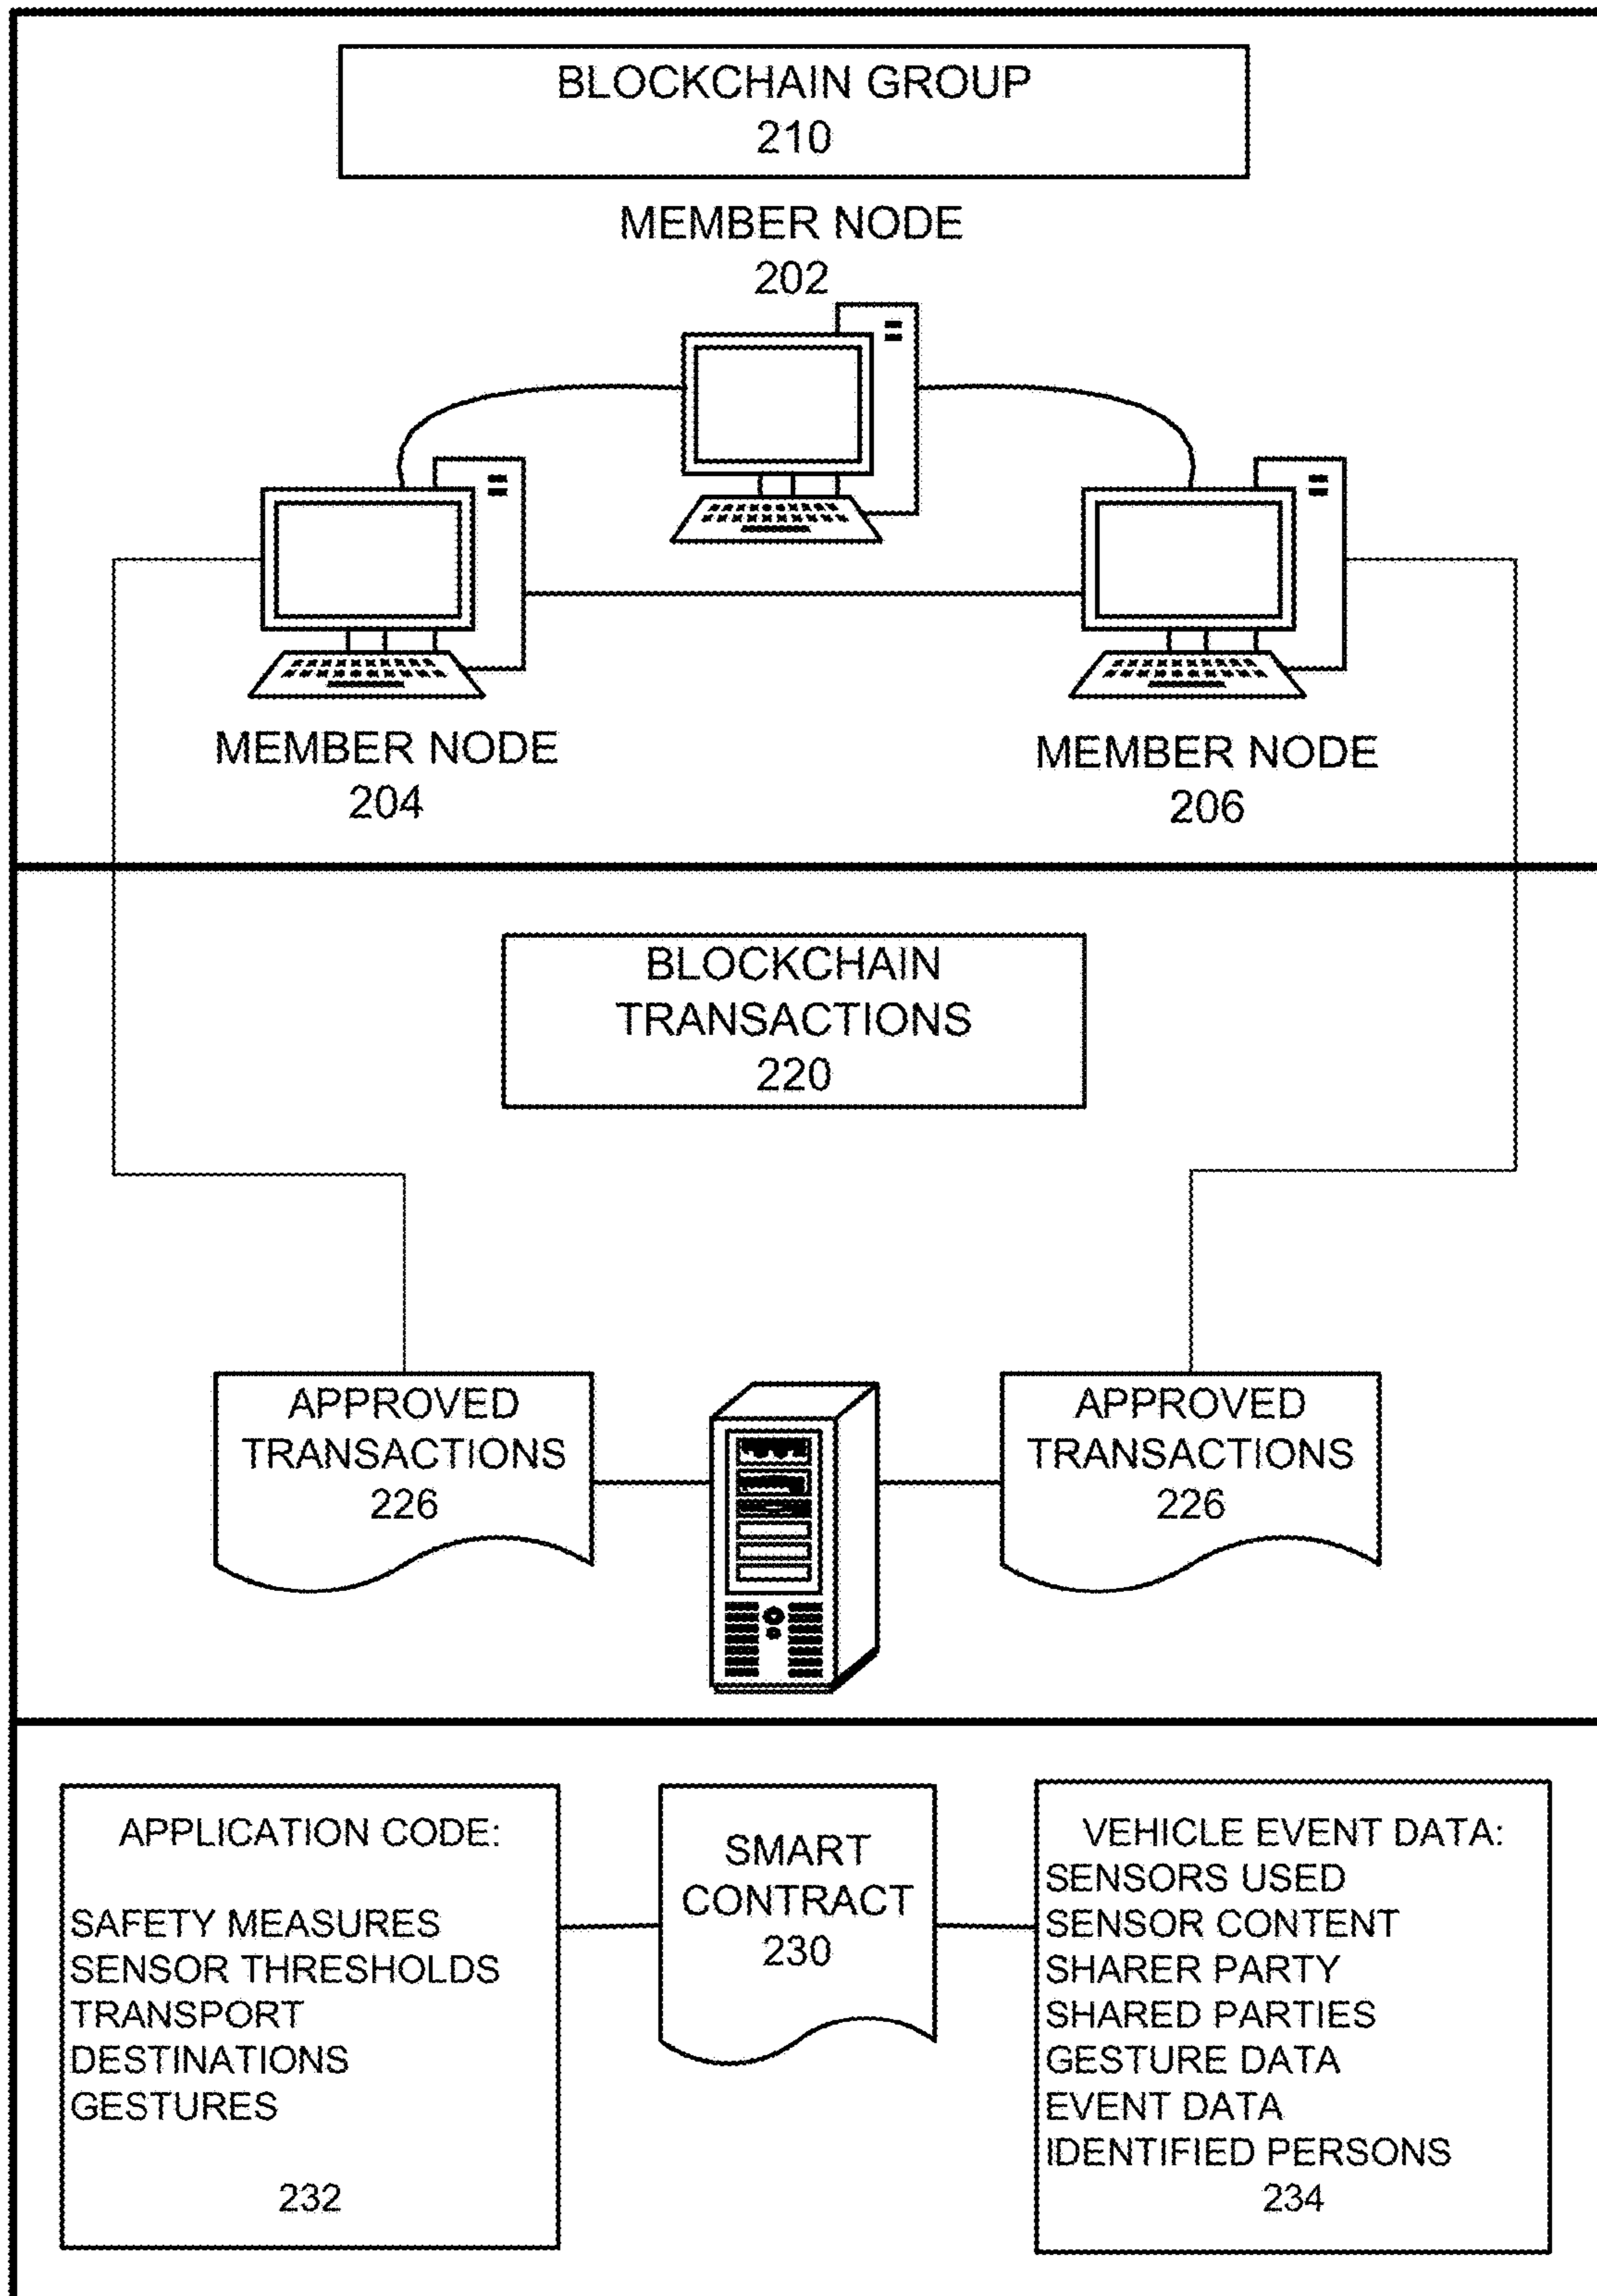 BLOCKCHAIN GROUP
210
MEMBER NODE
202
MEMBER NODE
204
MEMBER NODE
206
BLOCKCHAIN
TRANSACTIONS
220
APPROVED
TRANSACTIONS
226
APPROVED
TRANSACTIONS
226
APPLICATION CODE:
SAFETY MEASURES
SENSOR THRESHOLDS
TRANSPORT
DESTINATIONS
GESTURES
232
SMART
CONTRACT
230
VEHICLE EVENT DATA:
SENSORS USED
SENSOR CONTENT
SHARER PARTY
SHARED PARTIES
GESTURE DATA
EVENT DATA
IDENTIFIED PERSONS
234